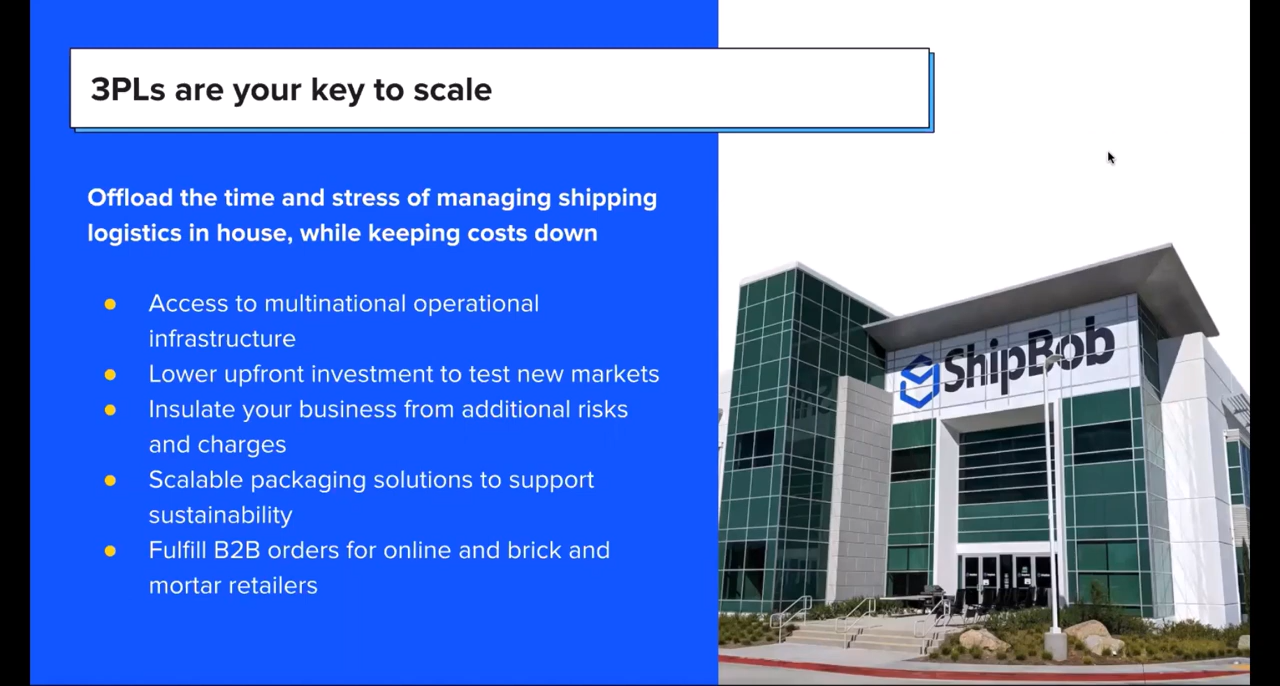 3PLs are your key to scale
Offload the time and stress of managing shipping
logistics in house, while keeping costs down
Access to multinational operational
infrastructure
Lower upfront investment to test new markets
Insulate your business from additional risks
and charges
Scalable packaging solutions to support
sustainability
Fulfill B2B orders for online and brick and
mortar retailers
ShipBob